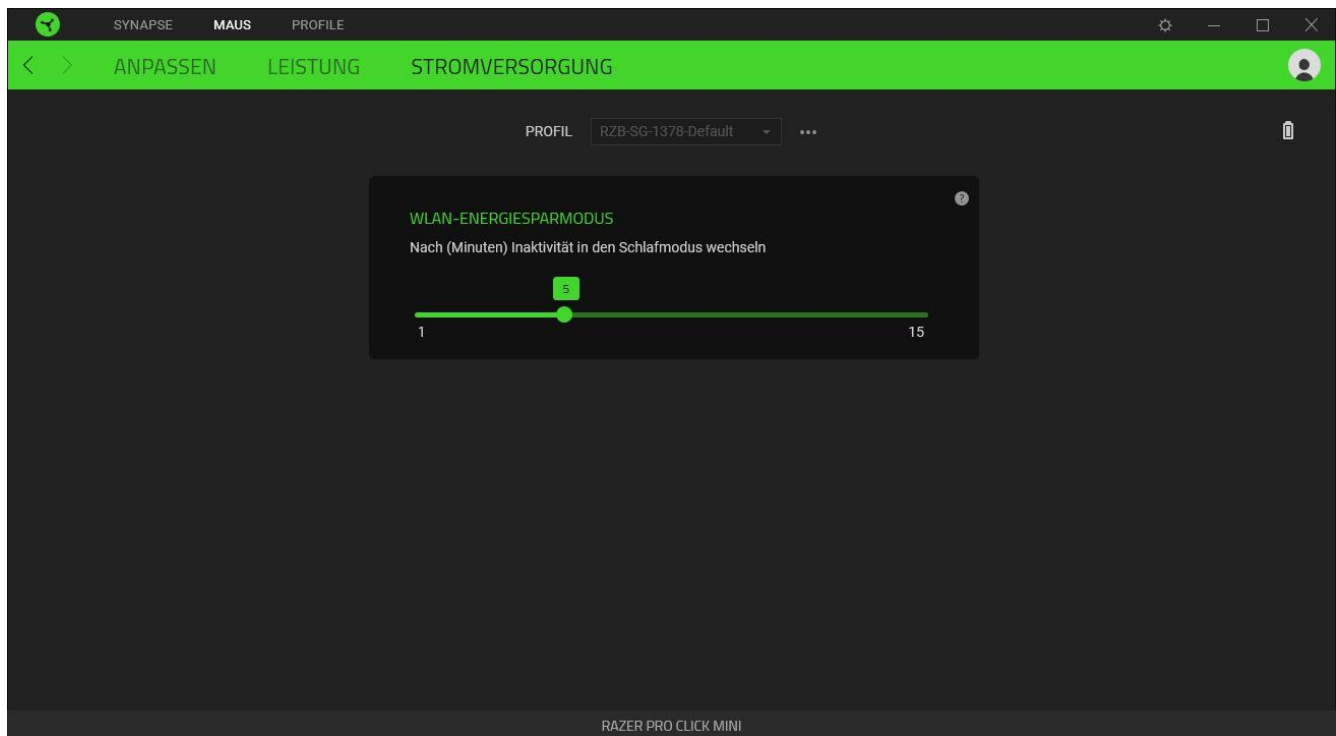 SYNAPSE MAUS PROFILE
ANPASSEN LEISTUNG STROMVERSORGUNG
PROFIL RZB-SG-1378-Default
?
WLAN-ENERGIESPARMODUS
Nach (Minuten) Inaktivität in den Schlafmodus wechseln
5
1 15
RAZER PRO CLICK MINI